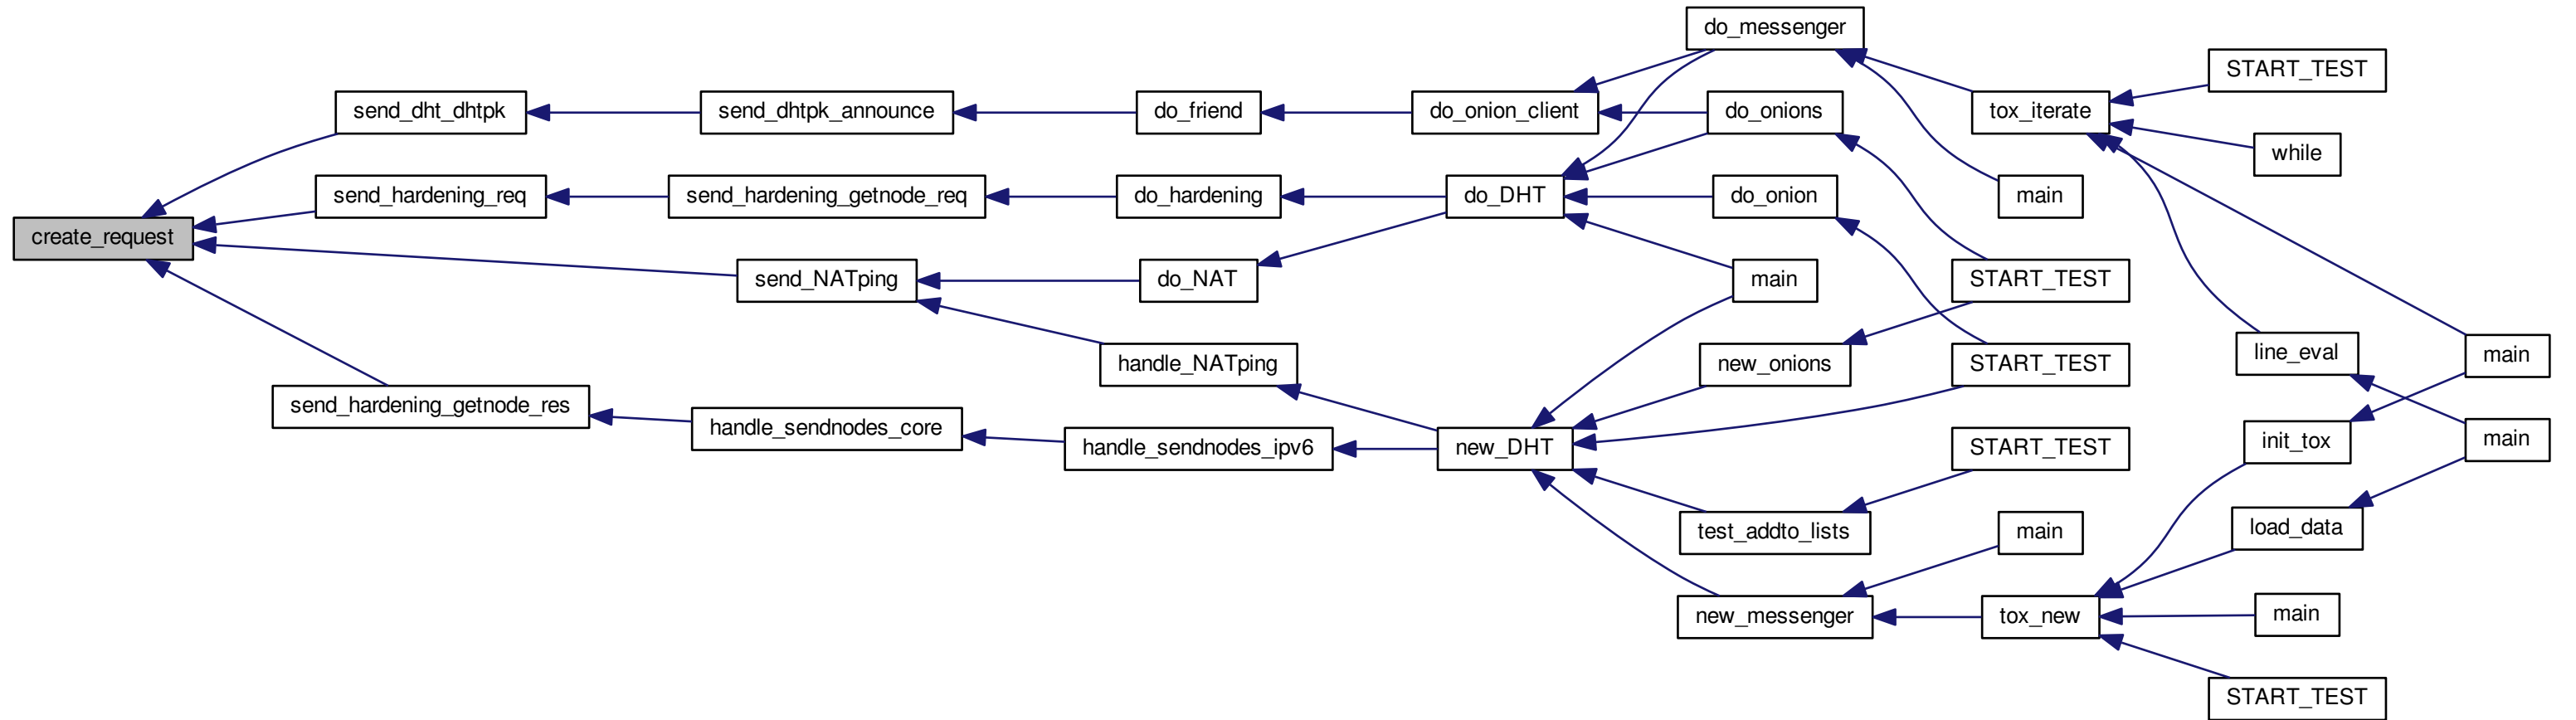 create_request
send_dht_dhtpk
send_hardening_req
send_NATping
send_hardening_getnode_res
send_dhtpk_announce
send_hardening_getnode_req
handle_sendnodes_core
do_friend
do_hardening
do_NAT
handle_NATping
handle_sendnodes_ipv6
do_onion_client
do_DHT
new_DHT
do_messenger
do_onions
do_onion
main
new_onions
test_addto_lists
new_messenger
tox_iterate
main
START_TEST
START_TEST
START_TEST
main
tox_new
START_TEST
while
line_eval
init_tox
load_data
main
START_TEST
main
main